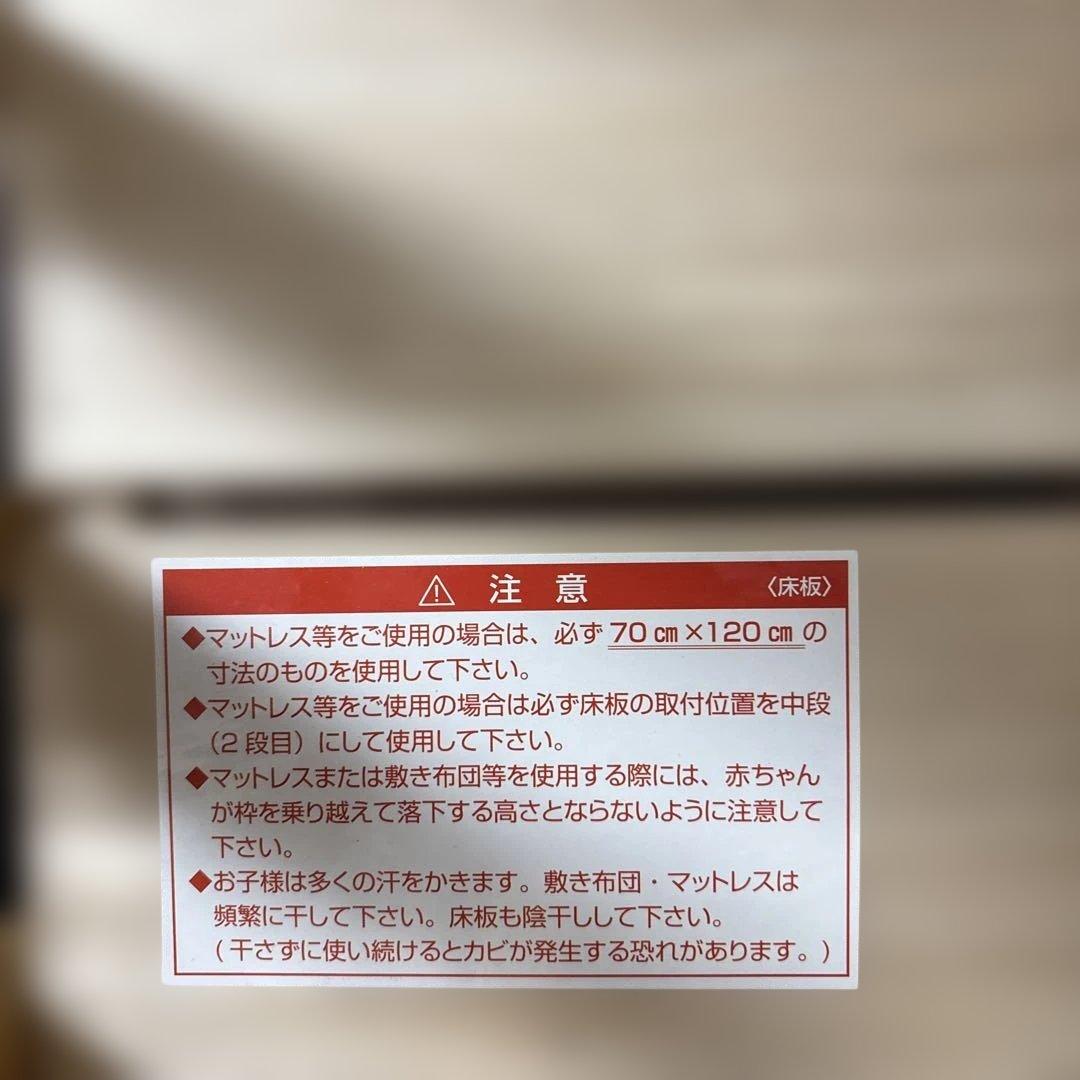 ⚠ 注意 〈床板〉
◆マットレス等をご使用の場合は、必ず70㎝×120㎝の
寸法のものを使用して下さい。
◆マットレス等をご使用の場合は必ず床板の取付位置を中段
（2段目）にして使用して下さい。
◆マットレスまたは敷き布団等を使用する際には、赤ちゃん
が枠を乗り越えて落下する高さとならないように注意して
下さい。
◆お子様は多くの汗をかきます。敷き布団・マットレスは
頻繁に干して下さい。床板も陰干しして下さい。
(干さずに使い続けるとカビが発生する恐れがあります。)